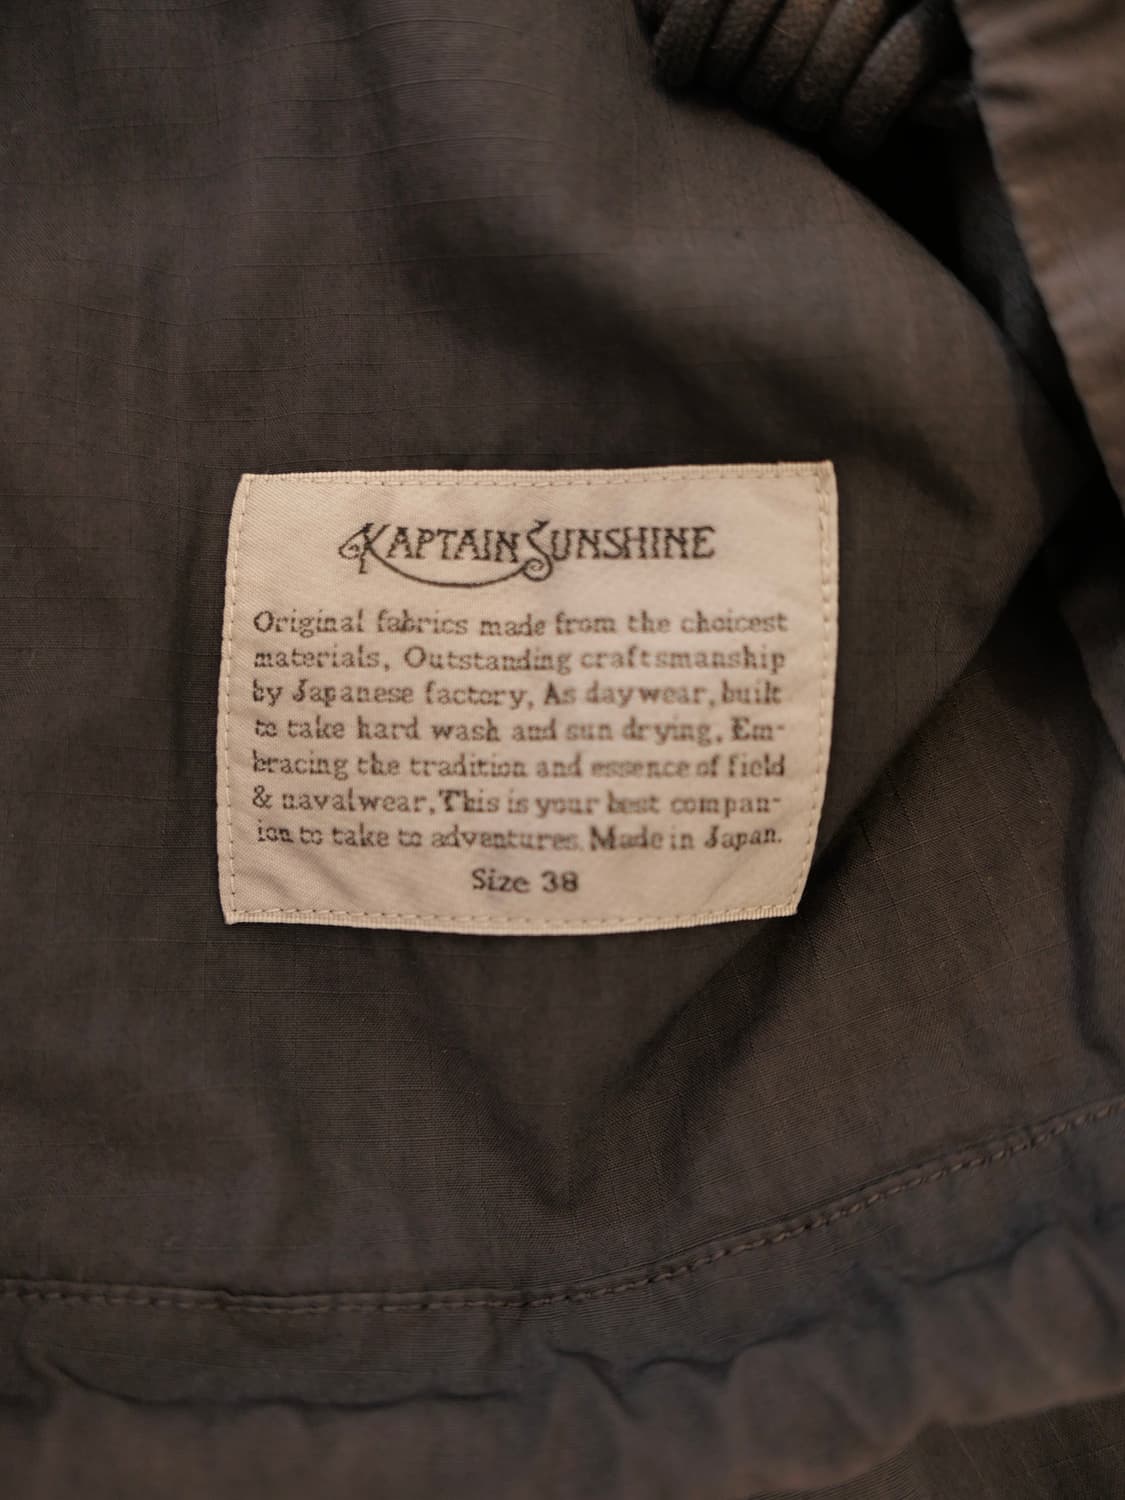 KAPTAIN SUNSHINE
Original fabrics made from the choicest
materials, Outstanding craftsmanship
by Japanese factory, As daywear, built
to take hard wash and sun drying, Em-
bracing the tradition and essence of field
& navalwear, This is your best compan-
ion to take to adventures. Made in Japan.
Size 38